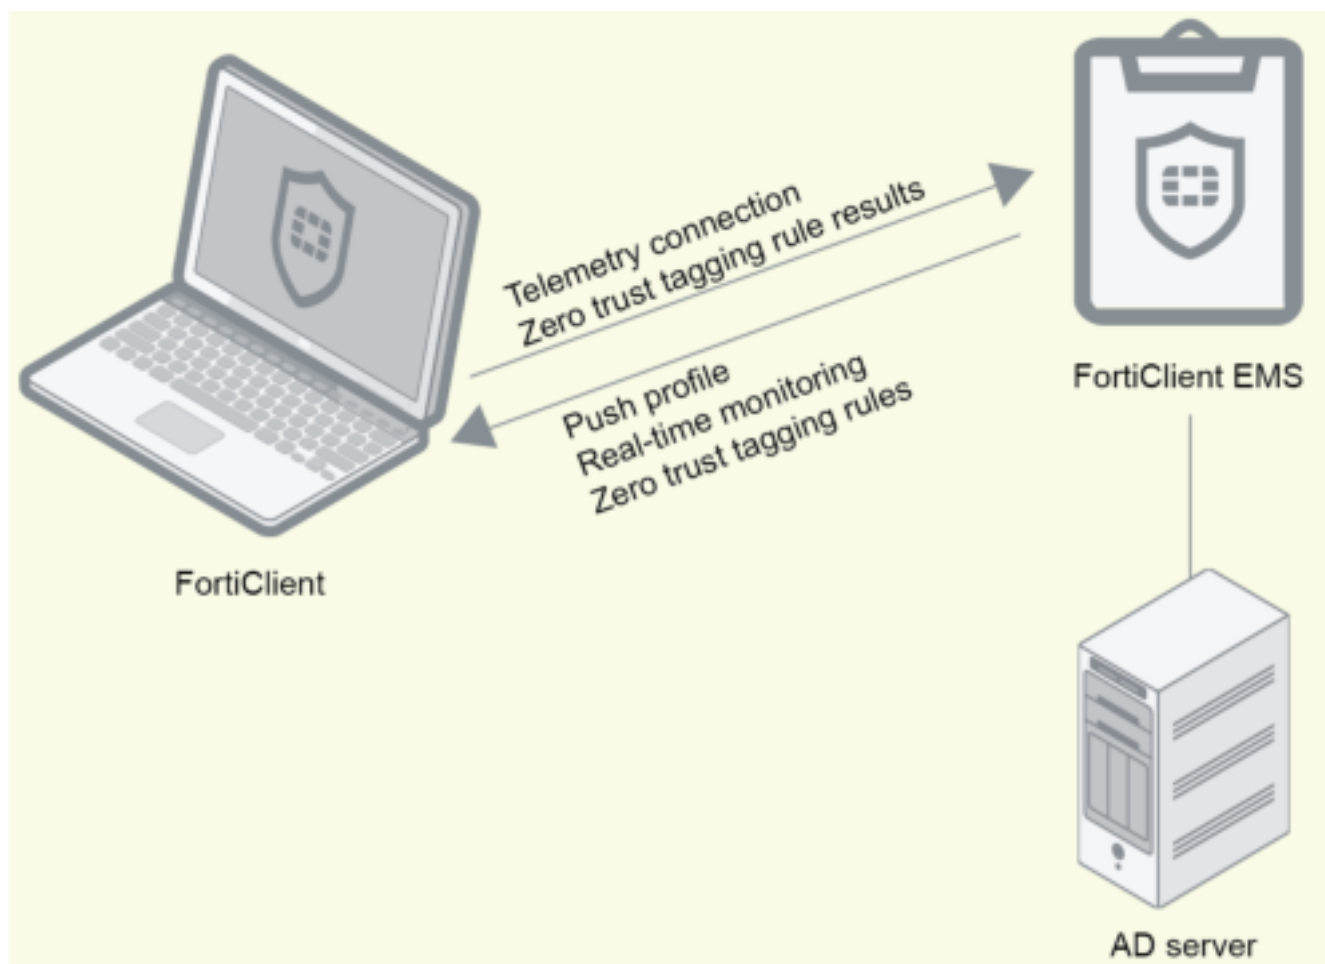 Telemetry connection
Zero trust tagging rule results
Push profile
Real-time monitoring
Zero trust tagging rules
FortiClient EMS
FortiClient
AD server